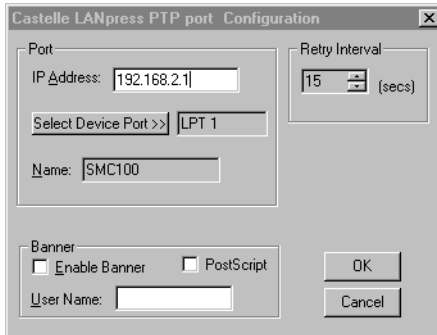 Castelle LANpress PTP port Configuration
Port
IP Address: 192.168.2.1
Select Device Port >> LPT 1
Name: SMC100
Retry Interval
15 (secs)
Banner
Enable Banner PostScript
User Name:
OK
Cancel